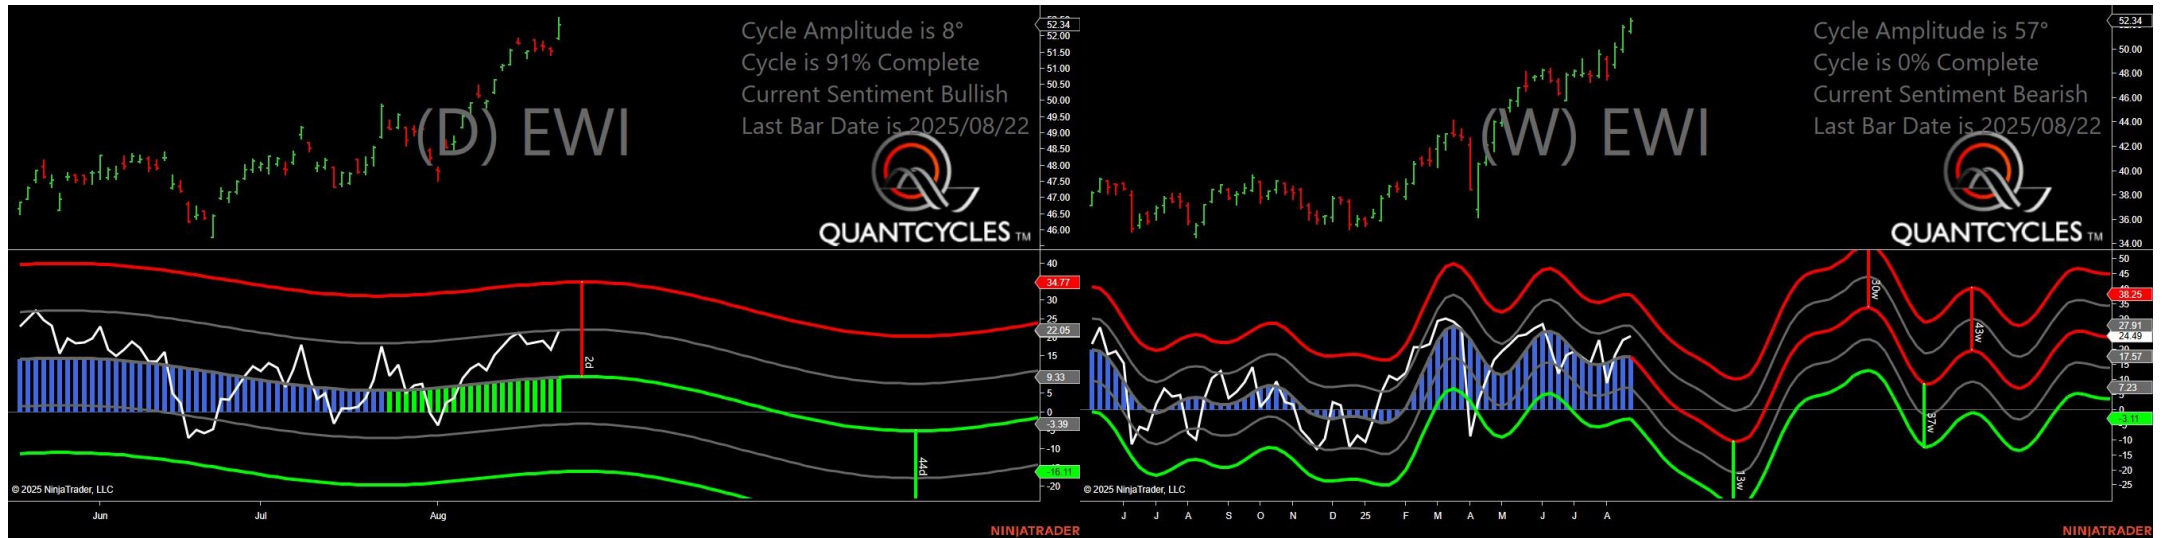 Cycle Amplitude is 8°
Cycle is 91% Complete
Current Sentiment Bullish
Last Bar Date is 2025/08/22
(D) EWI
QUANTCYCLES TM
52.34
52.00
51.50
51.00
50.50
50.00
49.50
49.00
48.50
48.00
47.50
47.00
46.50
46.00
40
34.77
30
25
22.05
15
9.33
5
0
-3.39
-10
-16.11
-20
2d
44d
© 2025 NinjaTrader, LLC
Jun Jul Aug
NINJATRADER
Cycle Amplitude is 57°
Cycle is 0% Complete
Current Sentiment Bearish
Last Bar Date is 2025/08/22
(W) EWI
QUANTCYCLES TM
52.34
50.00
48.00
46.00
44.00
42.00
40.00
38.00
36.00
34.00
50
45
38.25
27.91
24.49
17.57
7.23
0
-3.11
-10
-15
-20
-25
30w
43w
87w
13w
© 2025 NinjaTrader, LLC
J J A S O N D 25 F M A M J J A
NINJATRADER